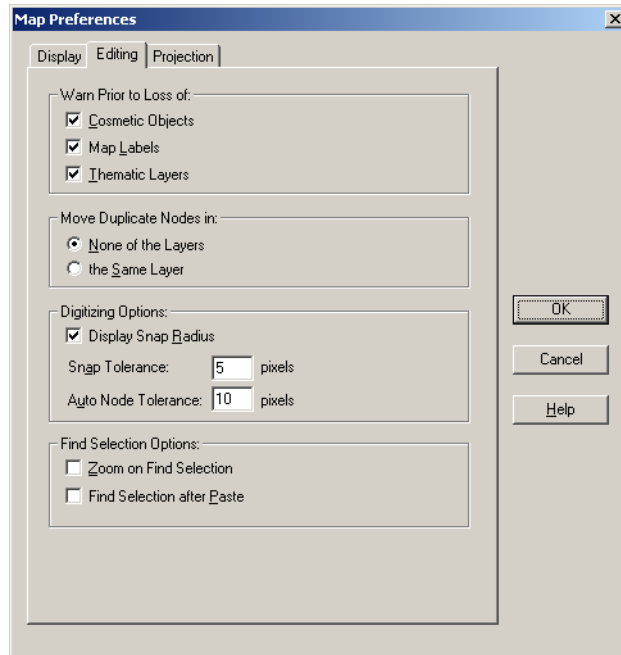 Map Preferences
Display Editing Projection
Warn Prior to Loss of:
Cosmetic Objects
Map Labels
Thematic Layers
Move Duplicate Nodes in:
None of the Layers
the Same Layer
Digitizing Options:
Display Snap Radius
Snap Tolerance: 5 pixels
Auto Node Tolerance: 10 pixels
Find Selection Options:
Zoom on Find Selection
Find Selection after Paste
OK
Cancel
Help